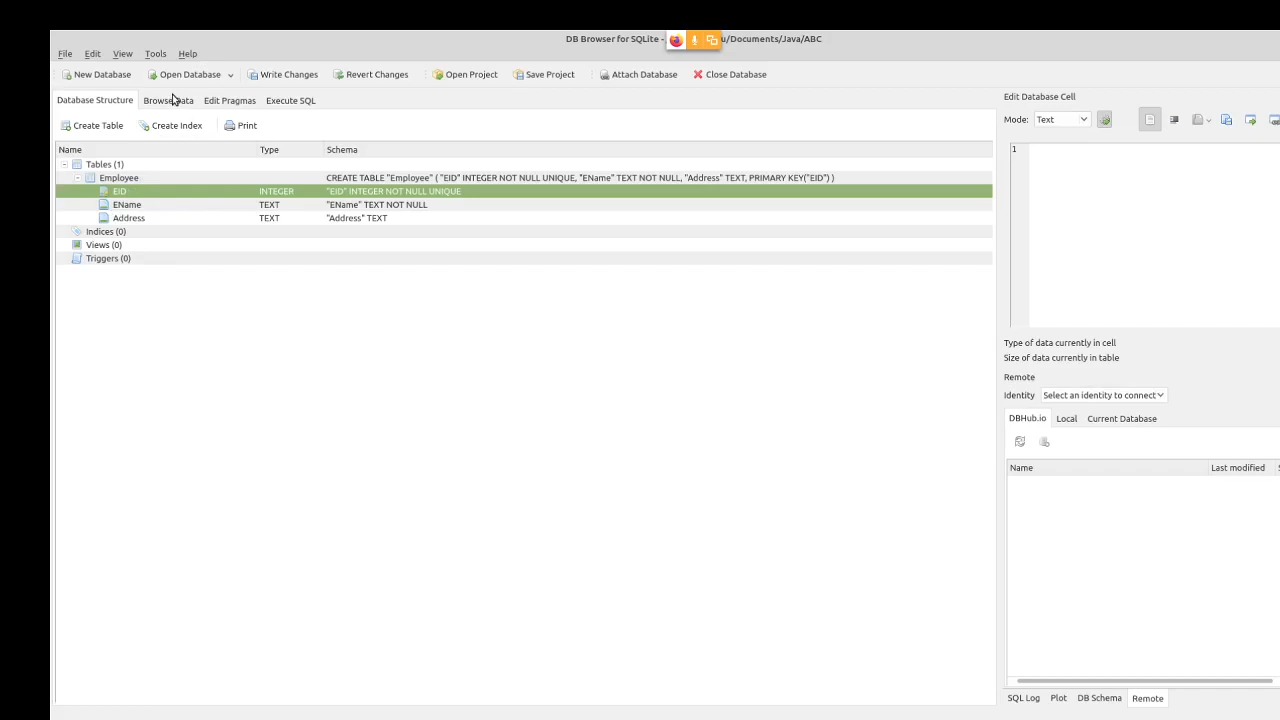 DB Browser for SQLite - u/Documents/Java/ABC
File Edit View Tools Help
New Database Open Database Write Changes Revert Changes Open Project Save Project Attach Database Close Database
Database Structure Browse Data Edit Pragmas Execute SQL
Create Table Create Index Print
Name Type Schema
Tables (1)
Employee CREATE TABLE "Employee" ( "EID" INTEGER NOT NULL UNIQUE, "EName" TEXT NOT NULL, "Address" TEXT, PRIMARY KEY("EID") )
EID INTEGER "EID" INTEGER NOT NULL UNIQUE
EName TEXT "EName" TEXT NOT NULL
Address TEXT "Address" TEXT
Indices (0)
Views (0)
Triggers (0)
Edit Database Cell
Mode: Text
1
Type of data currently in cell
Size of data currently in table
Remote
Identity Select an identity to connect
DBHub.io Local Current Database
Name Last modified
SQL Log Plot DB Schema Remote